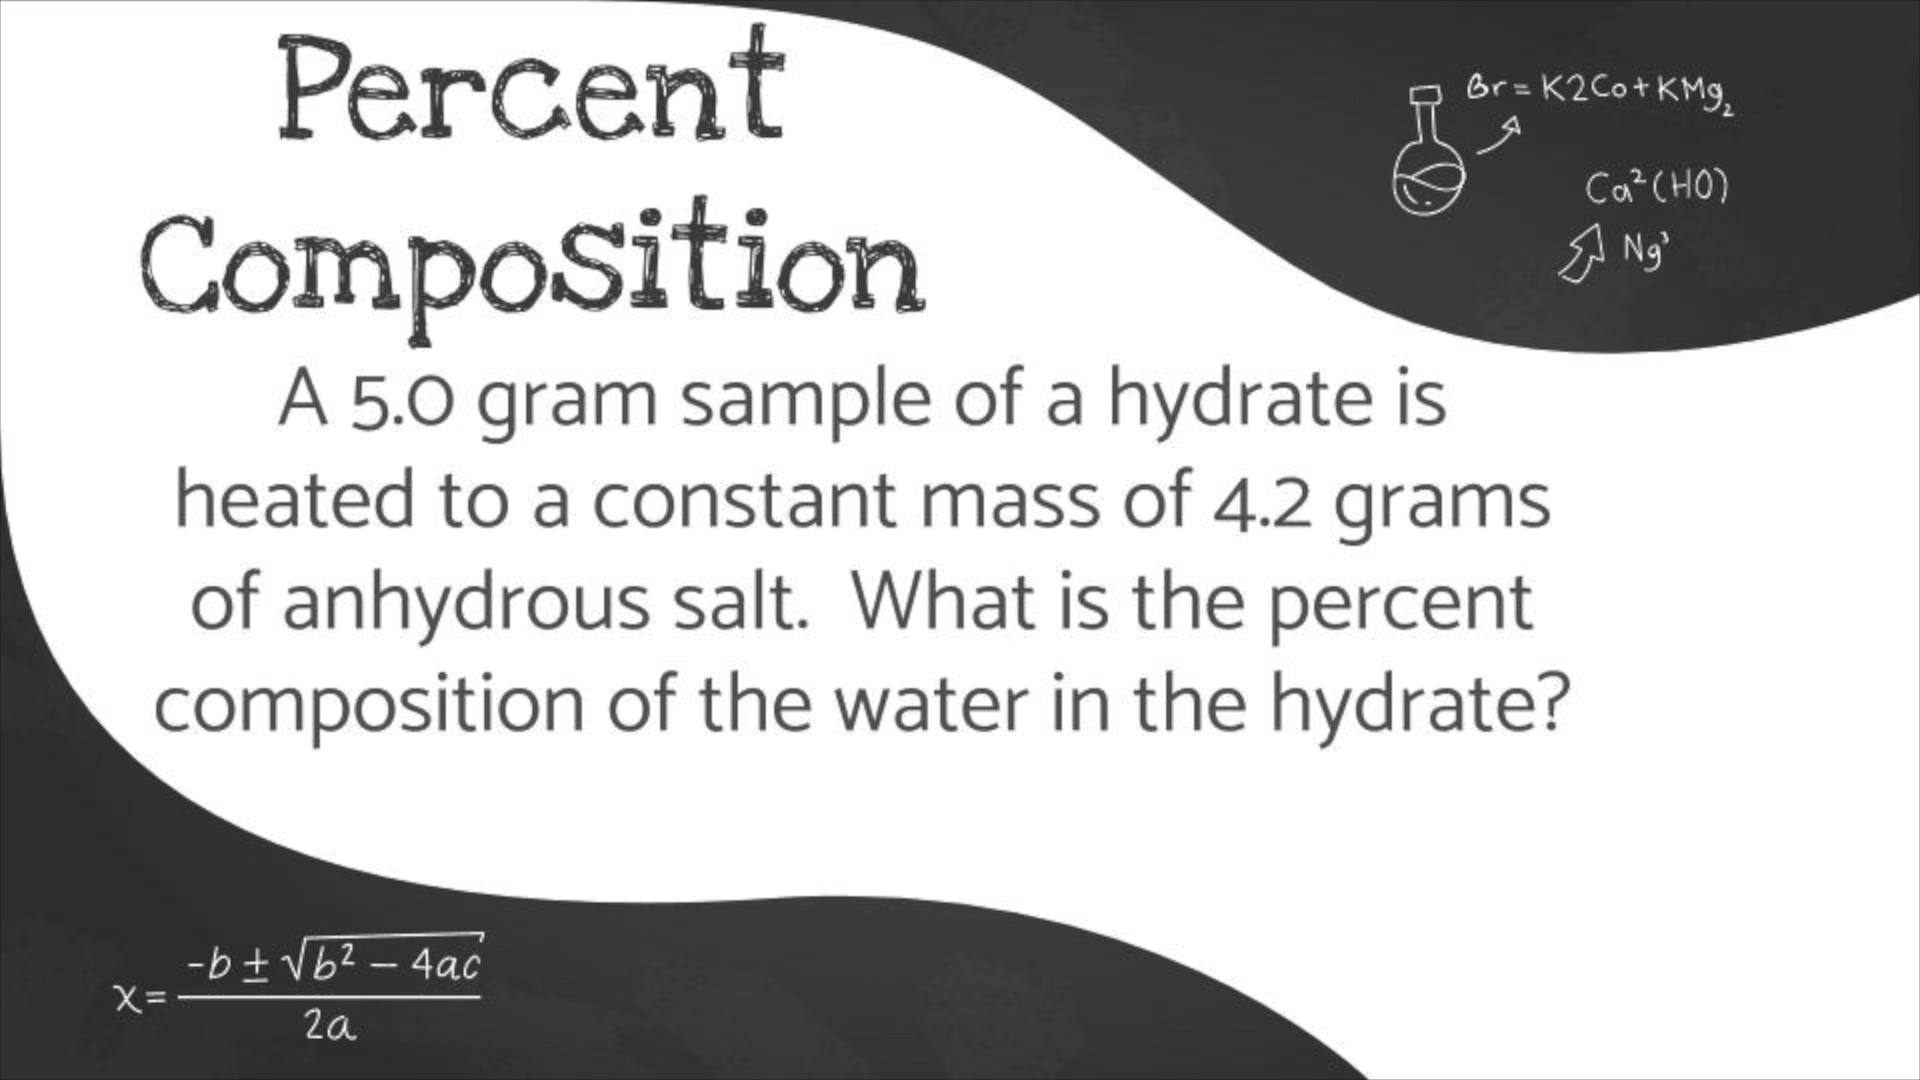 Percent
Composition
Br = K2Co+KMg₂
Ca²(HO)
Ng³
A 5.0 gram sample of a hydrate is
heated to a constant mass of 4.2 grams
of anhydrous salt.  What is the percent
composition of the water in the hydrate?
x = (-b ± √(b² − 4ac)) / 2a